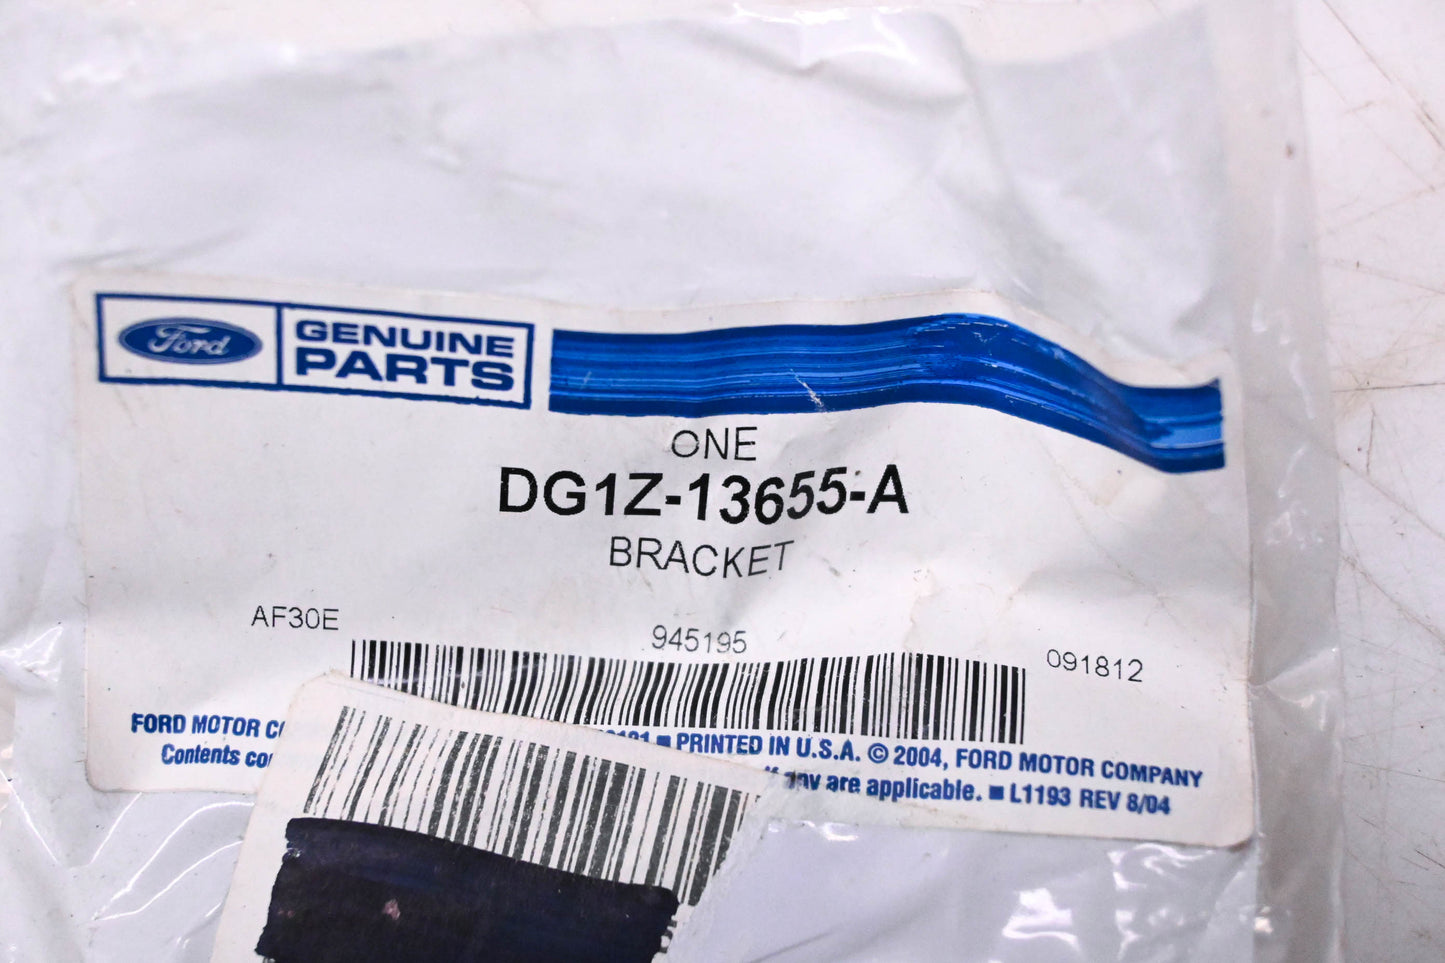 Ford GENUINE
PARTS
ONE
DG1Z-13655-A
BRACKET
AF30E 945195 091812
FORD MOTOR ■ PRINTED IN U.S.A. © 2004, FORD MOTOR COMPANY
Contents any are applicable. ■ L1193 REV 8/04